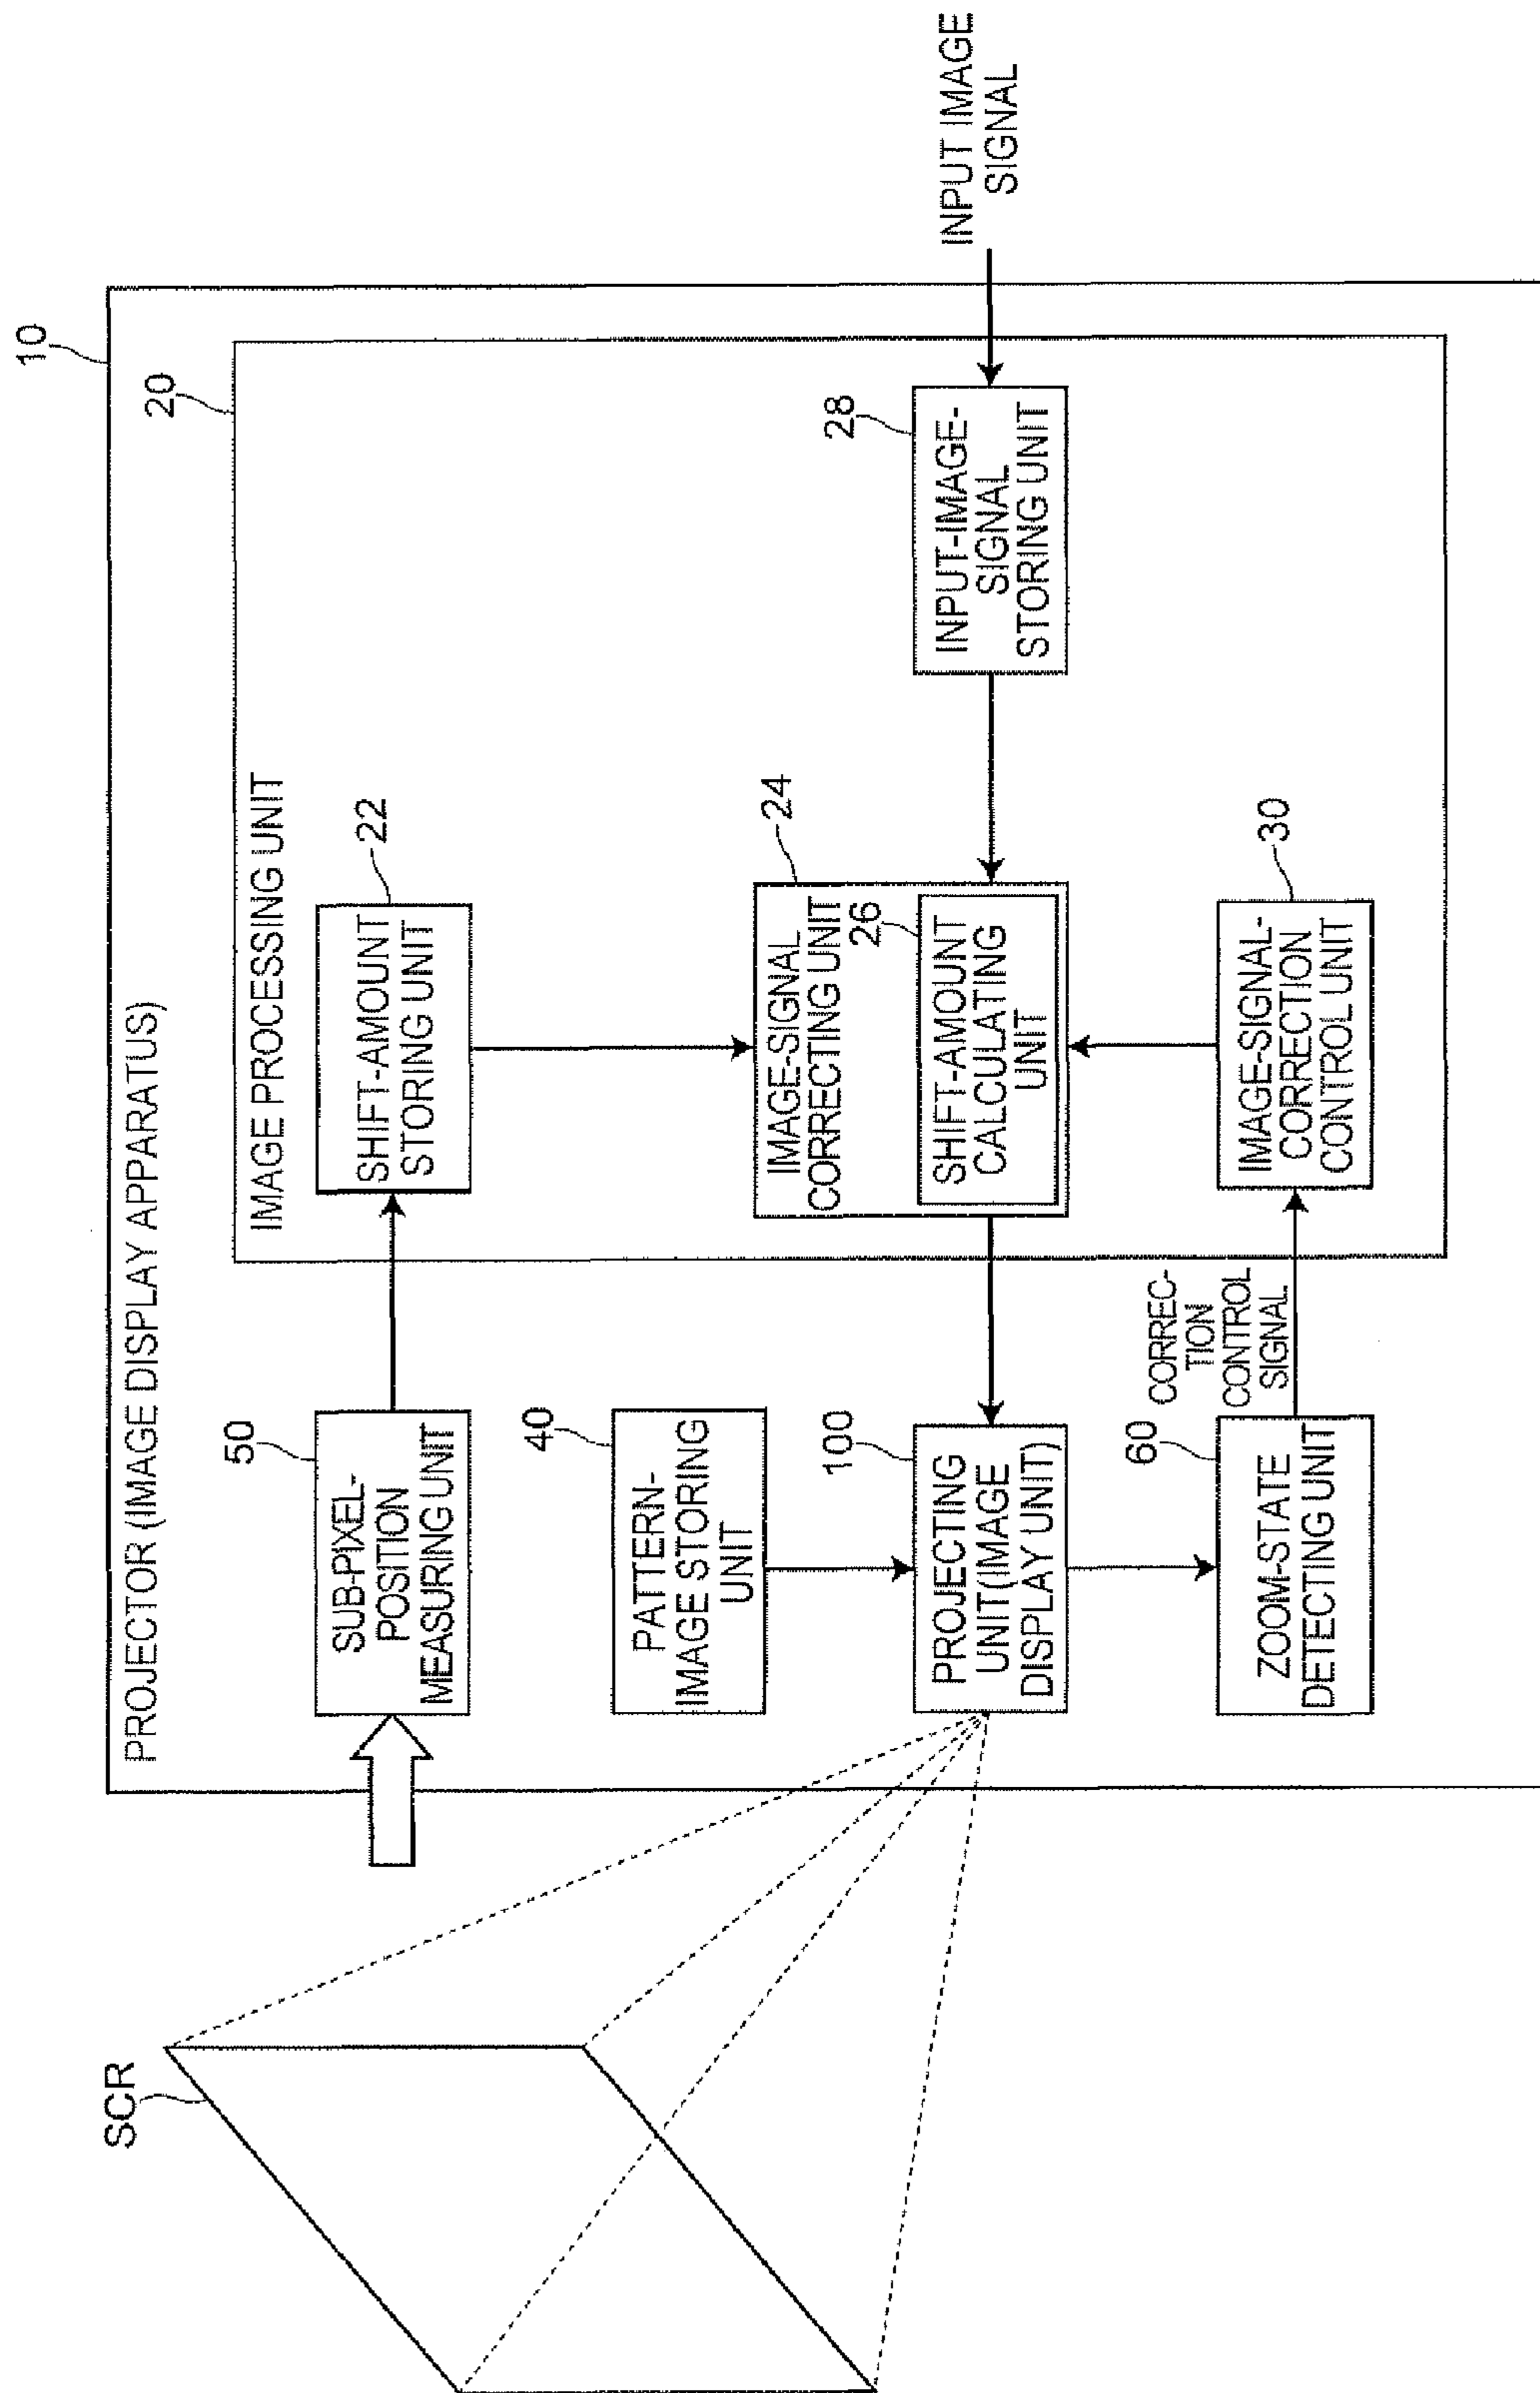 10
PROJECTOR (IMAGE DISPLAY APPARATUS)
20
IMAGE PROCESSING UNIT
SCR
50
SUB-PIXEL-
POSITION
MEASURING UNIT
22
SHIFT-AMOUNT
STORING UNIT
40
PATTERN-
IMAGE STORING
UNIT
24
IMAGE-SIGNAL
CORRECTING UNIT
26
SHIFT-AMOUNT
CALCULATING
UNIT
28
INPUT-IMAGE-
SIGNAL
STORING UNIT
INPUT IMAGE
SIGNAL
100
PROJECTING
UNIT(IMAGE
DISPLAY UNIT)
60
ZOOM-STATE
DETECTING UNIT
CORREC-
TION
CONTROL
SIGNAL
30
IMAGE-SIGNAL-
CORRECTION
CONTROL UNIT